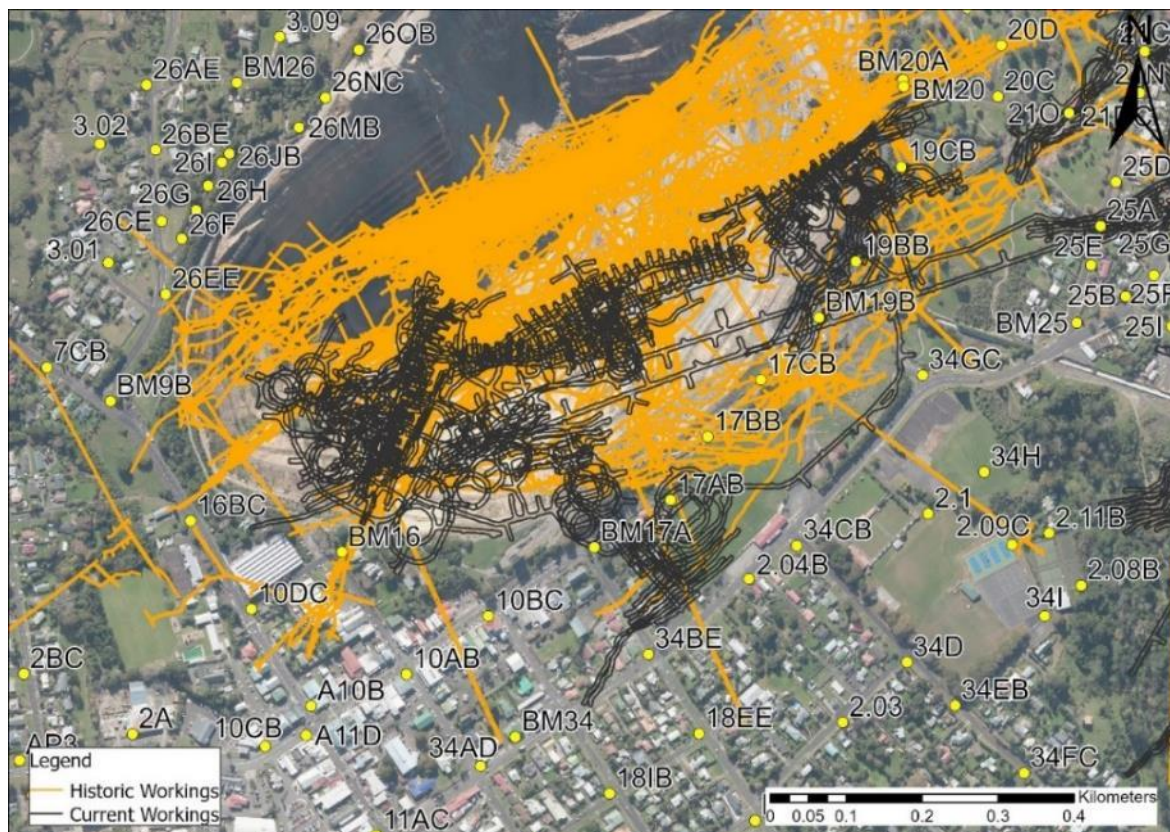 3.09
26OB
26AE
BM26
26NC
20D
BM20A
BM20
20C
21O
3.02
26BE
26MB
26I
26JB
26G
26H
26CE
26F
3.01
26EE
19CB
25D
25A
19BB
25E
25B
BM19B
BM25
25I
7CB
BM9B
17CB
34GC
17BB
34H
16BC
17AB
2.1
BM16
BM17A
34CB
2.09C
2.11B
2.04B
2.08B
10DC
10BC
34I
34BE
2BC
10AB
34D
A10B
BM34
34EB
2A
10CB
A11D
18EE
2.03
34AD
34FC
18IB
11AC
N
Legend
Historic Workings
Current Workings
Kilometers
0 0.05 0.1 0.2 0.3 0.4